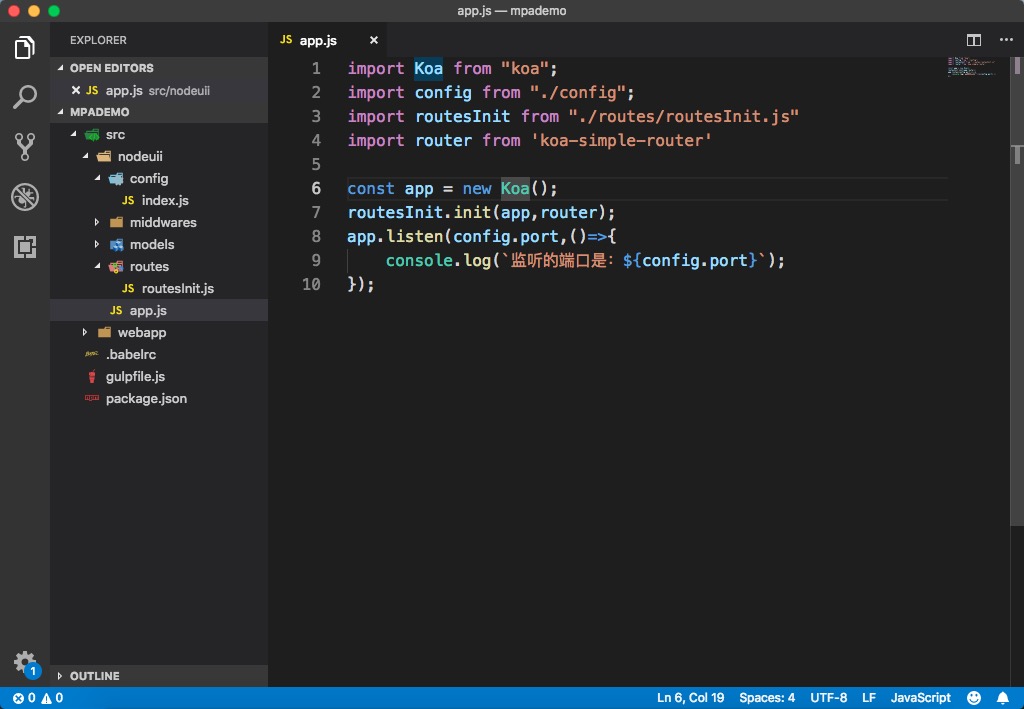 app.js — mpademo
EXPLORER
OPEN EDITORS
JS app.js src/nodeuii
MPADEMO
src
nodeuii
config
JS index.js
middwares
models
routes
JS routesInit.js
JS app.js
webapp
.babelrc
gulpfile.js
package.json
OUTLINE
JS app.js
1 import Koa from "koa";
2 import config from "./config";
3 import routesInit from "./routes/routesInit.js"
4 import router from 'koa-simple-router'
5
6 const app = new Koa();
7 routesInit.init(app,router);
8 app.listen(config.port,()=>{
9 console.log(`监听的端口是: ${config.port}`);
10 });
1
0 0
Ln 6, Col 19 Spaces: 4 UTF-8 LF JavaScript